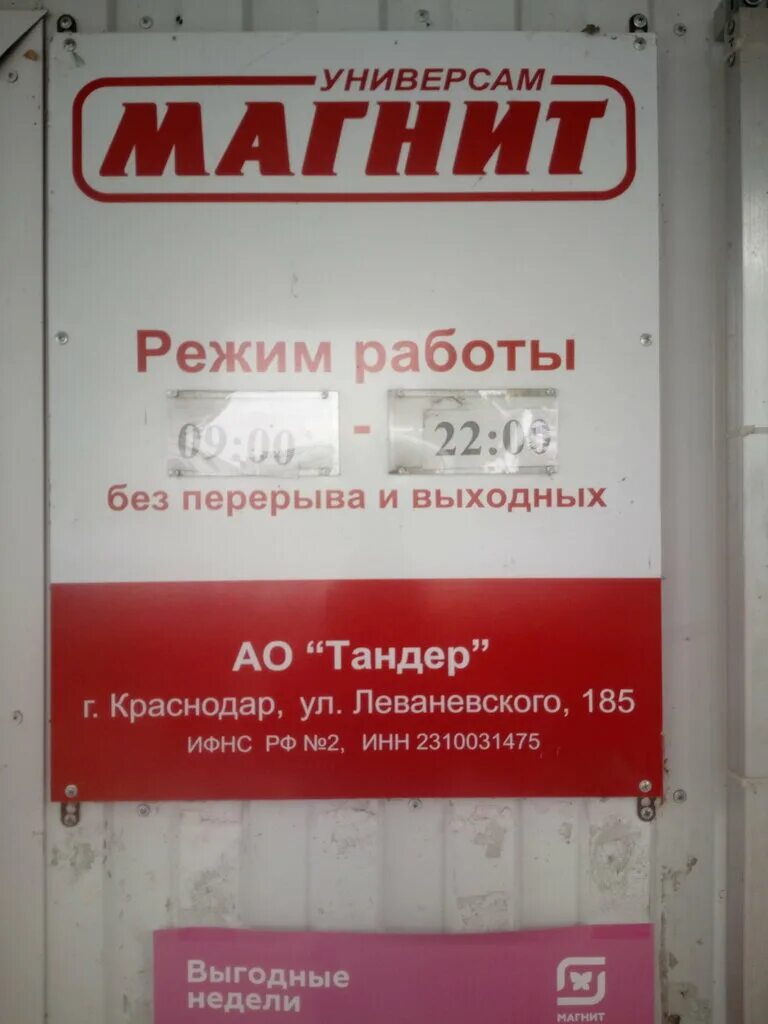 УНИВЕРСАМ
МАГНИТ
Режим работы
09:00 - 22:00
без перерыва и выходных
АО "Тандер"
г. Краснодар, ул. Леваневского, 185
ИФНС РФ №2, ИНН 2310031475
Выгодные
недели
МАГНИТ